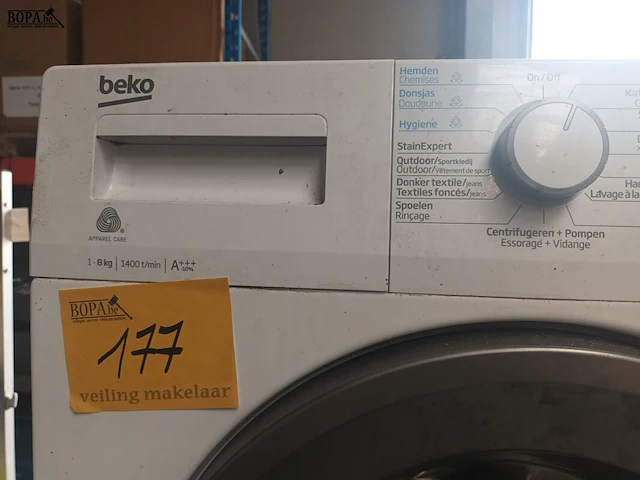 BOPA.be
beko
Hemden
Chemises
Donsjas
Doudoune
Hygiene
StainExpert
Outdoor/Sportkledij
Outdoor/Vêtement de sport
Donker textile/jeans
Textiles foncés/jeans
Spoelen
Rinçage
On / Off
Centrifugeren + Pompen
Essorage + Vidange
Lavage à la
APPAREL CARE
1 - 8 kg | 1400 t/min | A+++
-10%
BOPA.be
177
veiling makelaar